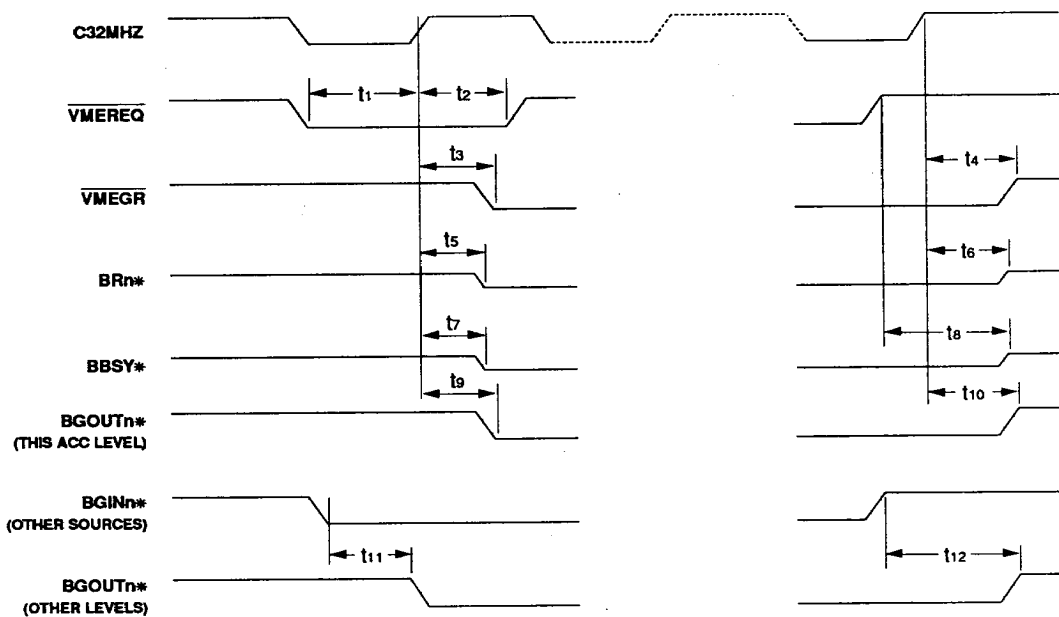 C32MHZ
t1 t2
VMEREQ
t3 t4
VMEGR
t5 t6
BRn*
t7 t8
BBSY*
t9 t10
BGOUTn*
(THIS ACC LEVEL)
BGINn*
(OTHER SOURCES)
t11 t12
BGOUTn*
(OTHER LEVELS)